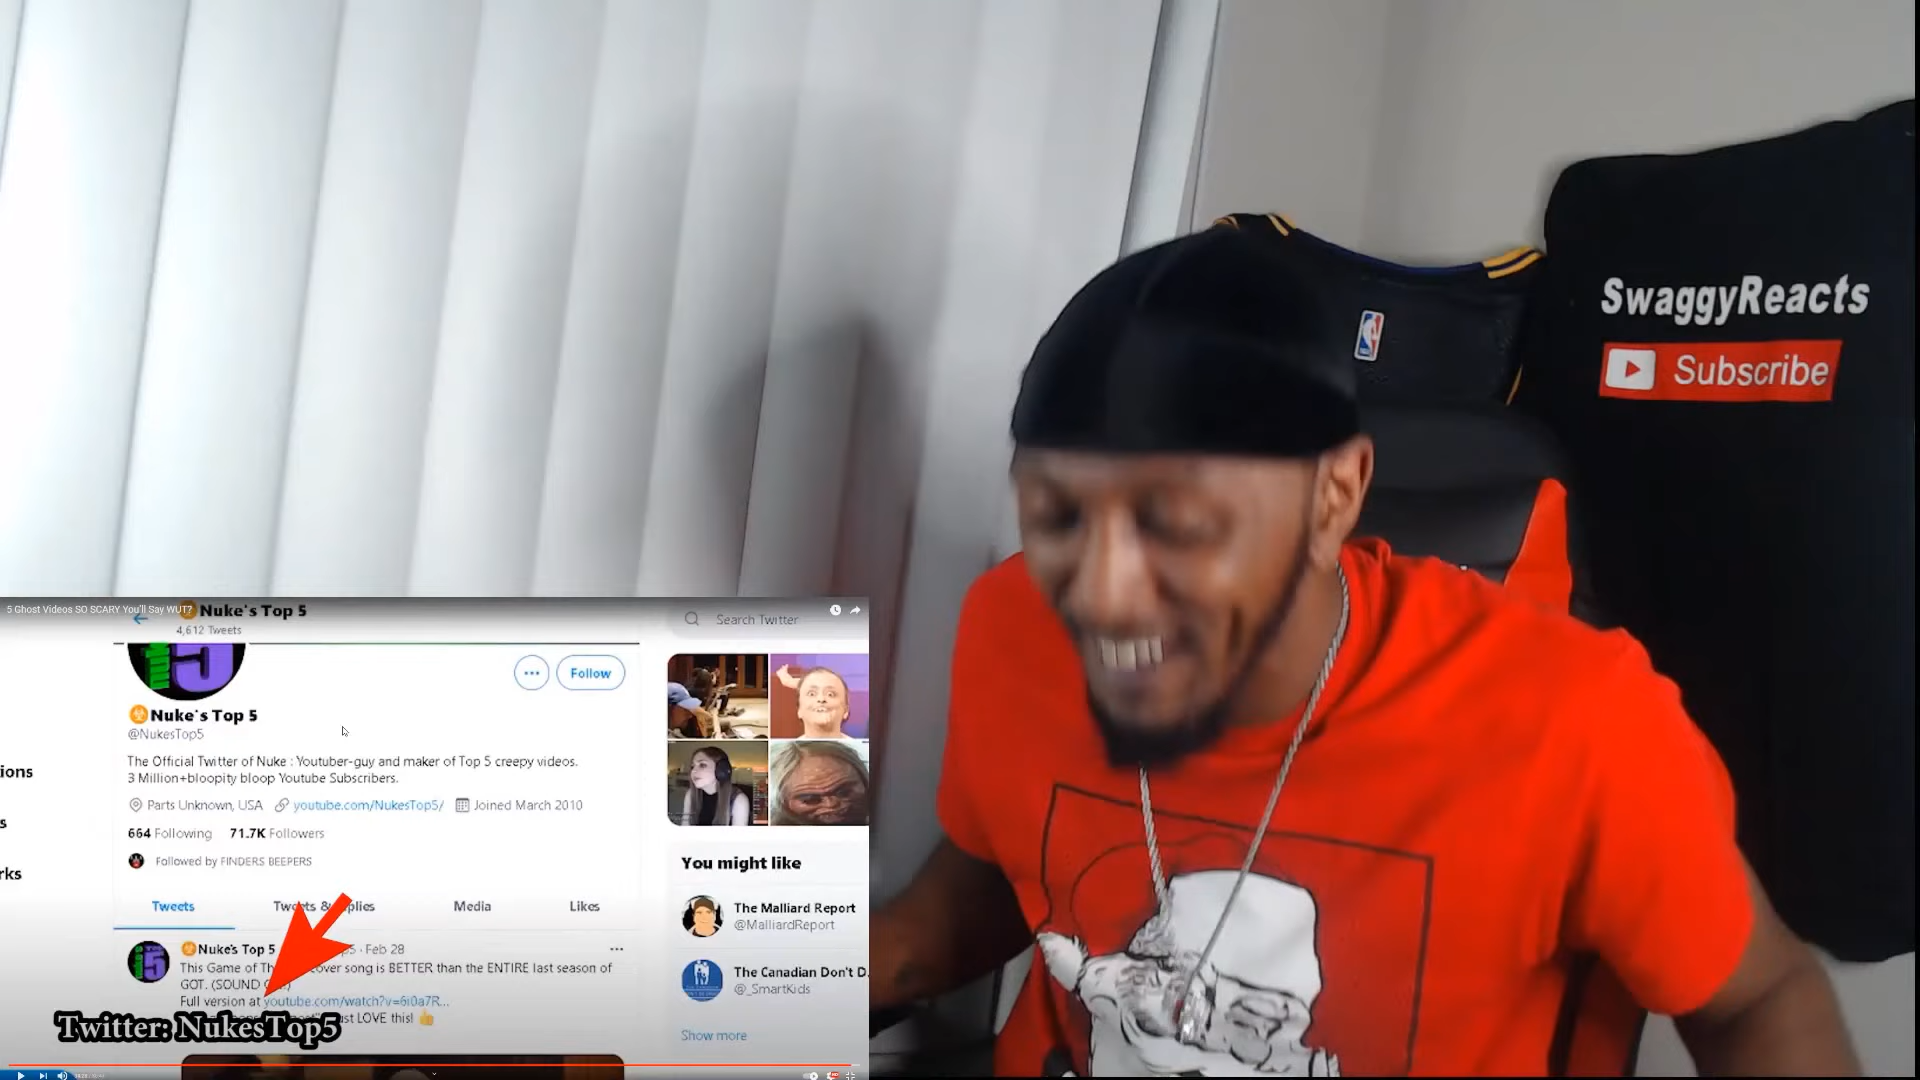 SwaggyReacts
Subscribe
5 Ghost Videos SO SCARY You'll Say WUT?
Nuke's Top 5
4,612 Tweets
Search Twitter
Follow
Nuke's Top 5
@NukesTop5
The Official Twitter of Nuke : Youtuber-guy and maker of Top 5 creepy videos.
3 Million+bloopity bloop Youtube Subscribers.
Parts Unknown, USA youtube.com/NukesTop5/ Joined March 2010
664 Following 71.7K Followers
Followed by FINDERS BEEPERS
ions
s
rks
Tweets
Media
Likes
Nuke's Top 5 5 · Feb 28
This Game of Th cover song is BETTER than the ENTIRE last season of
GOT. (SOUND
Full version at youtube.com/watch?v=6i0a7R...
ust LOVE this!
Twitter: NukesTop5
You might like
The Malliard Report
@MalliardReport
The Canadian Don't D
@_SmartKids
Show more